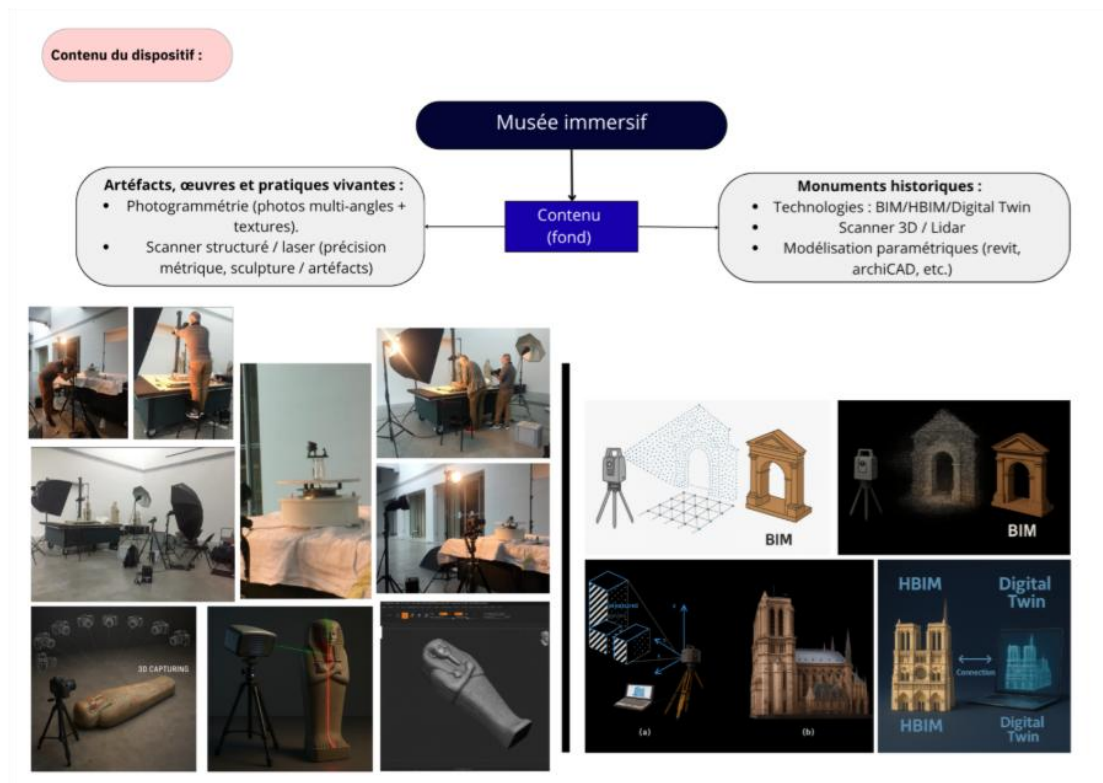 Contenu du dispositif :
Musée immersif
Artéfacts, œuvres et pratiques vivantes :
• Photogrammétrie (photos multi-angles +
textures).
• Scanner structuré / laser (précision
métrique, sculpture / artéfacts)
Contenu
(fond)
Monuments historiques :
• Technologies : BIM/HBIM/Digital Twin
• Scanner 3D / Lidar
• Modélisation paramétriques (revit,
archiCAD, etc.)
BIM
BIM
3D CAPTURING
(a)
(b)
HBIM
Digital
Twin
Connection
HBIM
Digital
Twin